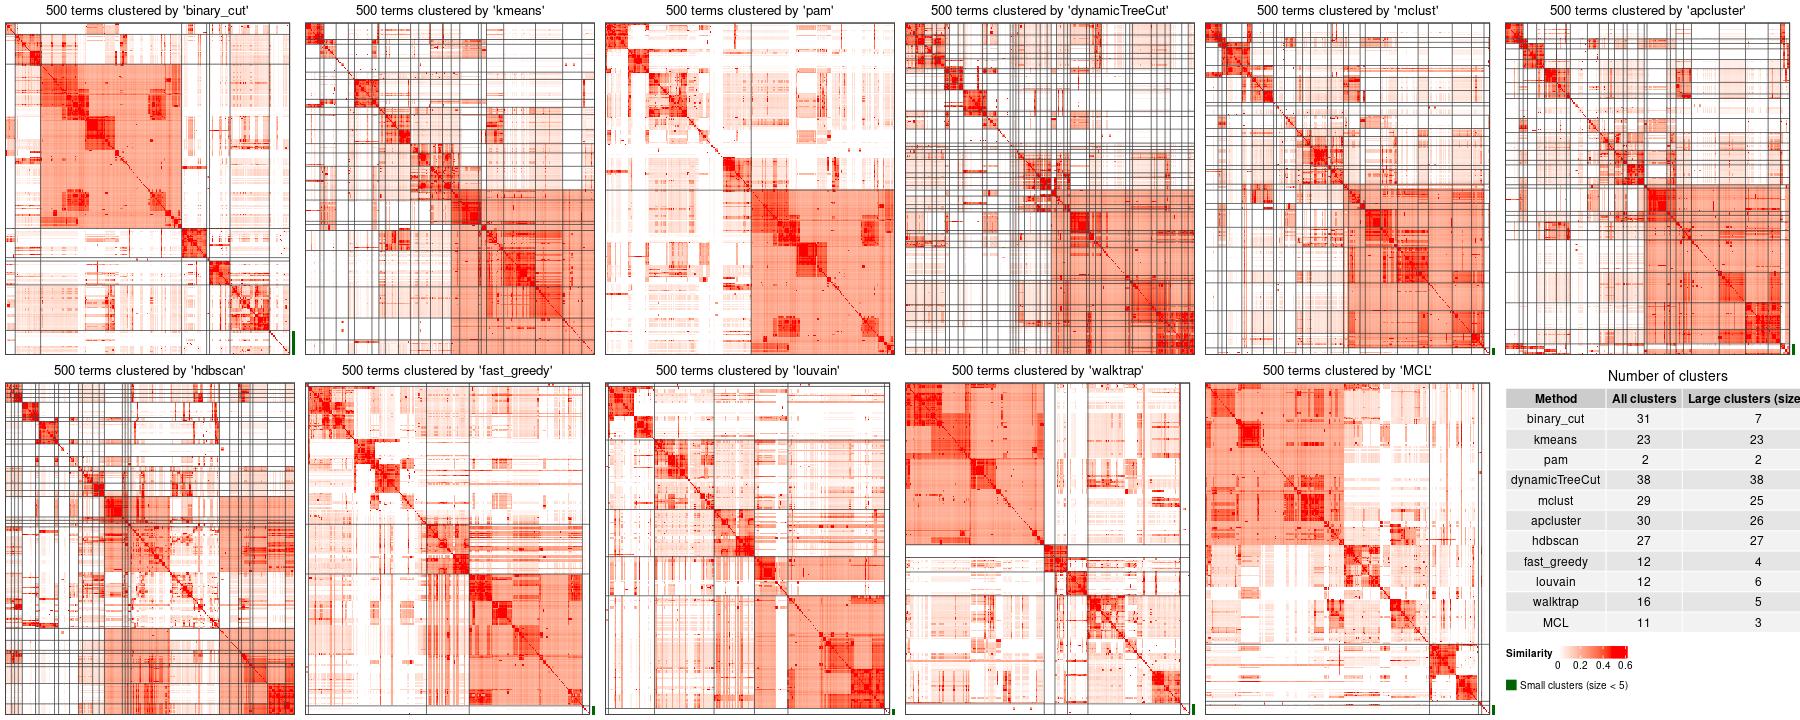 500 terms clustered by 'binary_cut'
500 terms clustered by 'kmeans'
500 terms clustered by 'pam'
500 terms clustered by 'dynamicTreeCut'
500 terms clustered by 'mclust'
500 terms clustered by 'apcluster'
500 terms clustered by 'hdbscan'
500 terms clustered by 'fast_greedy'
500 terms clustered by 'louvain'
500 terms clustered by 'walktrap'
500 terms clustered by 'MCL'
Number of clusters
Method All clusters Large clusters (size
binary_cut 31 7
kmeans 23 23
pam 2 2
dynamicTreeCut 38 38
mclust 29 25
apcluster 30 26
hdbscan 27 27
fast_greedy 12 4
louvain 12 6
walktrap 16 5
MCL 11 3
Similarity
0 0.2 0.4 0.6
Small clusters (size < 5)